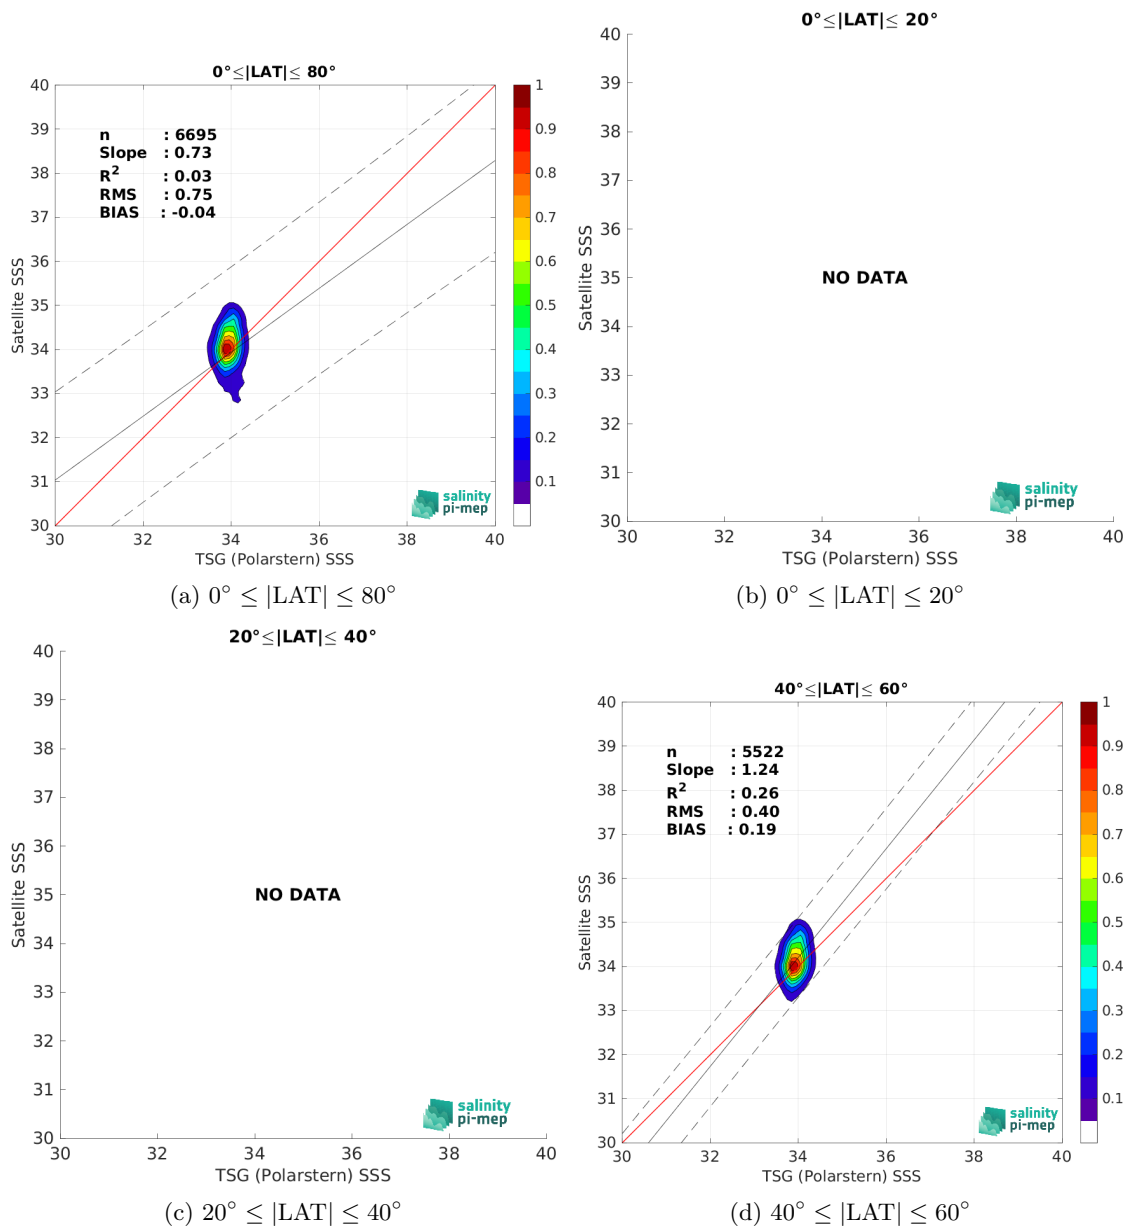 0°≤|LAT|≤ 80°
40
39
38
37
36
35
34
33
32
31
30
Satellite SSS
n : 6695
Slope : 0.73
R² : 0.03
RMS : 0.75
BIAS : -0.04
salinity
pi-mep
30 32 34 36 38 40
TSG (Polarstern) SSS
1
0.9
0.8
0.7
0.6
0.5
0.4
0.3
0.2
0.1
(a) 0° ≤ |LAT| ≤ 80°
0°≤|LAT|≤ 20°
40
39
38
37
36
35
34
33
32
31
30
Satellite SSS
NO DATA
salinity
pi-mep
30 32 34 36 38 40
TSG (Polarstern) SSS
(b) 0° ≤ |LAT| ≤ 20°
20°≤|LAT|≤ 40°
40
39
38
37
36
35
34
33
32
31
30
Satellite SSS
NO DATA
salinity
pi-mep
30 32 34 36 38 40
TSG (Polarstern) SSS
(c) 20° ≤ |LAT| ≤ 40°
40°≤|LAT|≤ 60°
40
39
38
37
36
35
34
33
32
31
30
Satellite SSS
n : 5522
Slope : 1.24
R² : 0.26
RMS : 0.40
BIAS : 0.19
salinity
pi-mep
30 32 34 36 38 40
TSG (Polarstern) SSS
1
0.9
0.8
0.7
0.6
0.5
0.4
0.3
0.2
0.1
(d) 40° ≤ |LAT| ≤ 60°